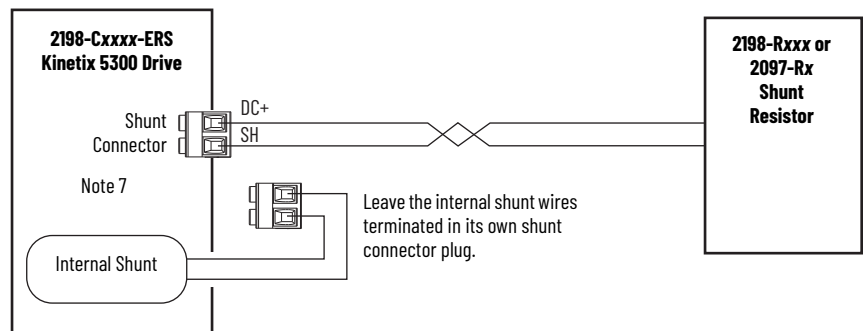 2198-Cxxxx-ERS
Kinetix 5300 Drive
2198-Rxxx or
2097-Rx
Shunt
Resistor
Shunt
Connector
DC+
SH
Note 7
Leave the internal shunt wires
terminated in its own shunt
connector plug.
Internal Shunt